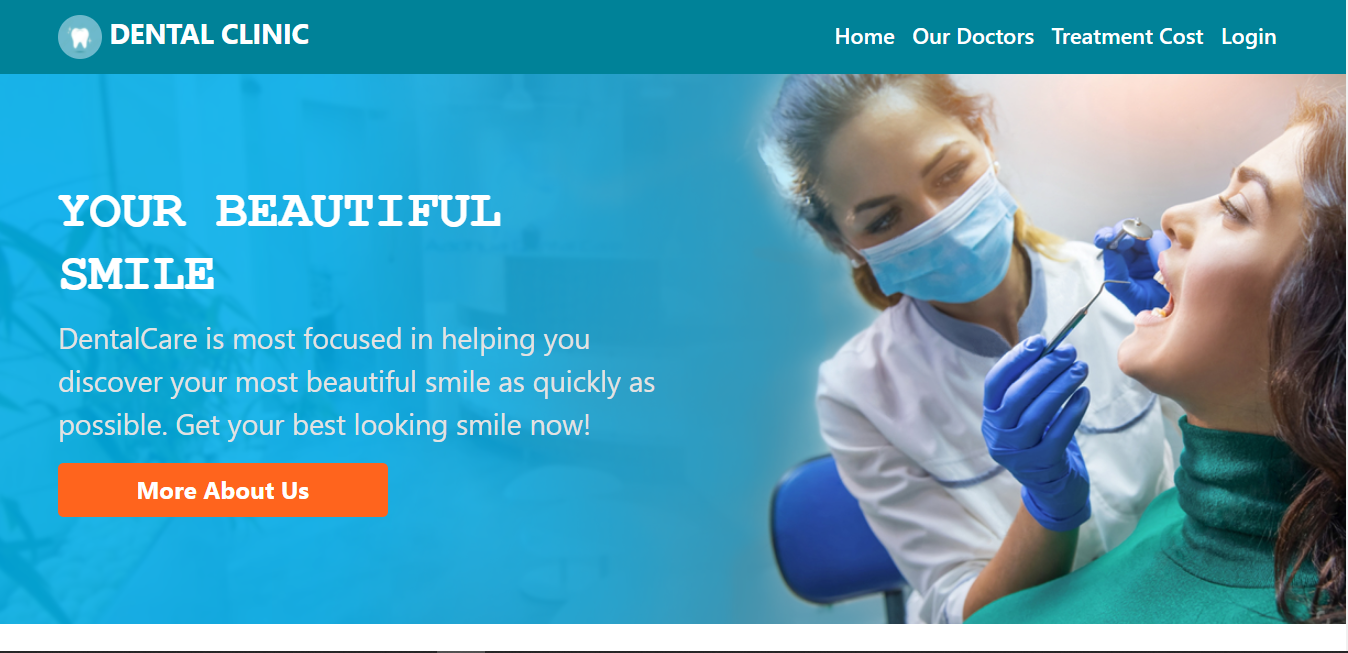 DENTAL CLINIC
Home Our Doctors Treatment Cost Login
YOUR BEAUTIFUL
SMILE
DentalCare is most focused in helping you
discover your most beautiful smile as quickly as
possible. Get your best looking smile now!
More About Us